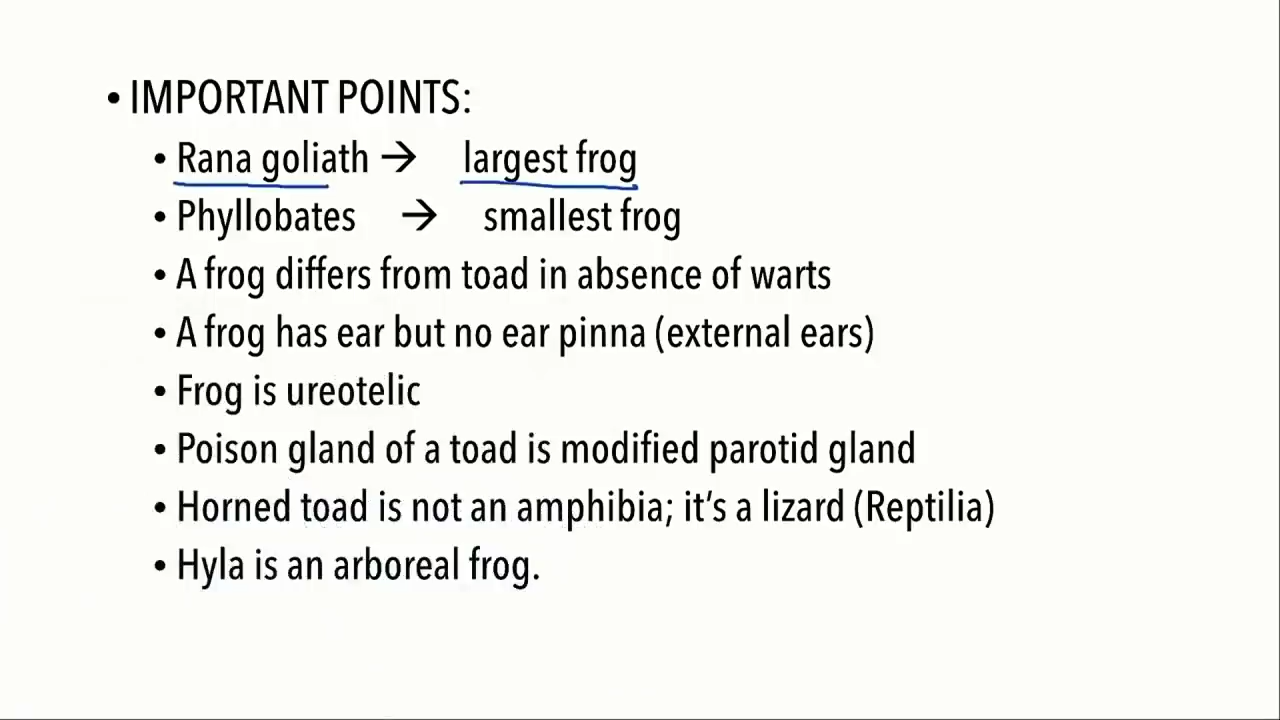 • IMPORTANT POINTS:
• Rana goliath → largest frog
• Phyllobates → smallest frog
• A frog differs from toad in absence of warts
• A frog has ear but no ear pinna (external ears)
• Frog is ureotelic
• Poison gland of a toad is modified parotid gland
• Horned toad is not an amphibia; it’s a lizard (Reptilia)
• Hyla is an arboreal frog.